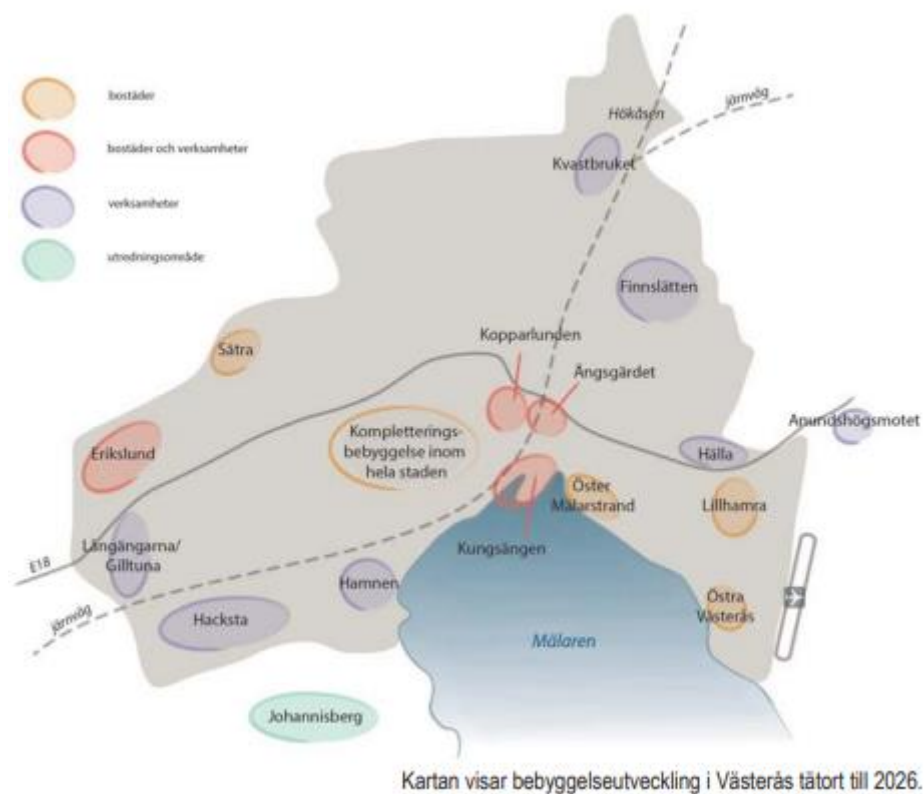 bostäder
bostäder och verksamheter
verksamheter
utredningsområde
Hökåsen
järnväg
Kvastbruket
Finnslätten
Kopparlunden
Sätra
Ängsgärdet
Anundshögsmotet
Kompletterings-
bebyggelse inom
hela staden
Erikslund
Hälla
Öster
Mälarstrand
Lillhamra
Kungsängen
Långängarna/
Gilltuna
E18
Hamnen
järnväg
Hacksta
Östra
Västerås
Mälaren
Johannisberg
Kartan visar bebyggelseutveckling i Västerås tätort till 2026.